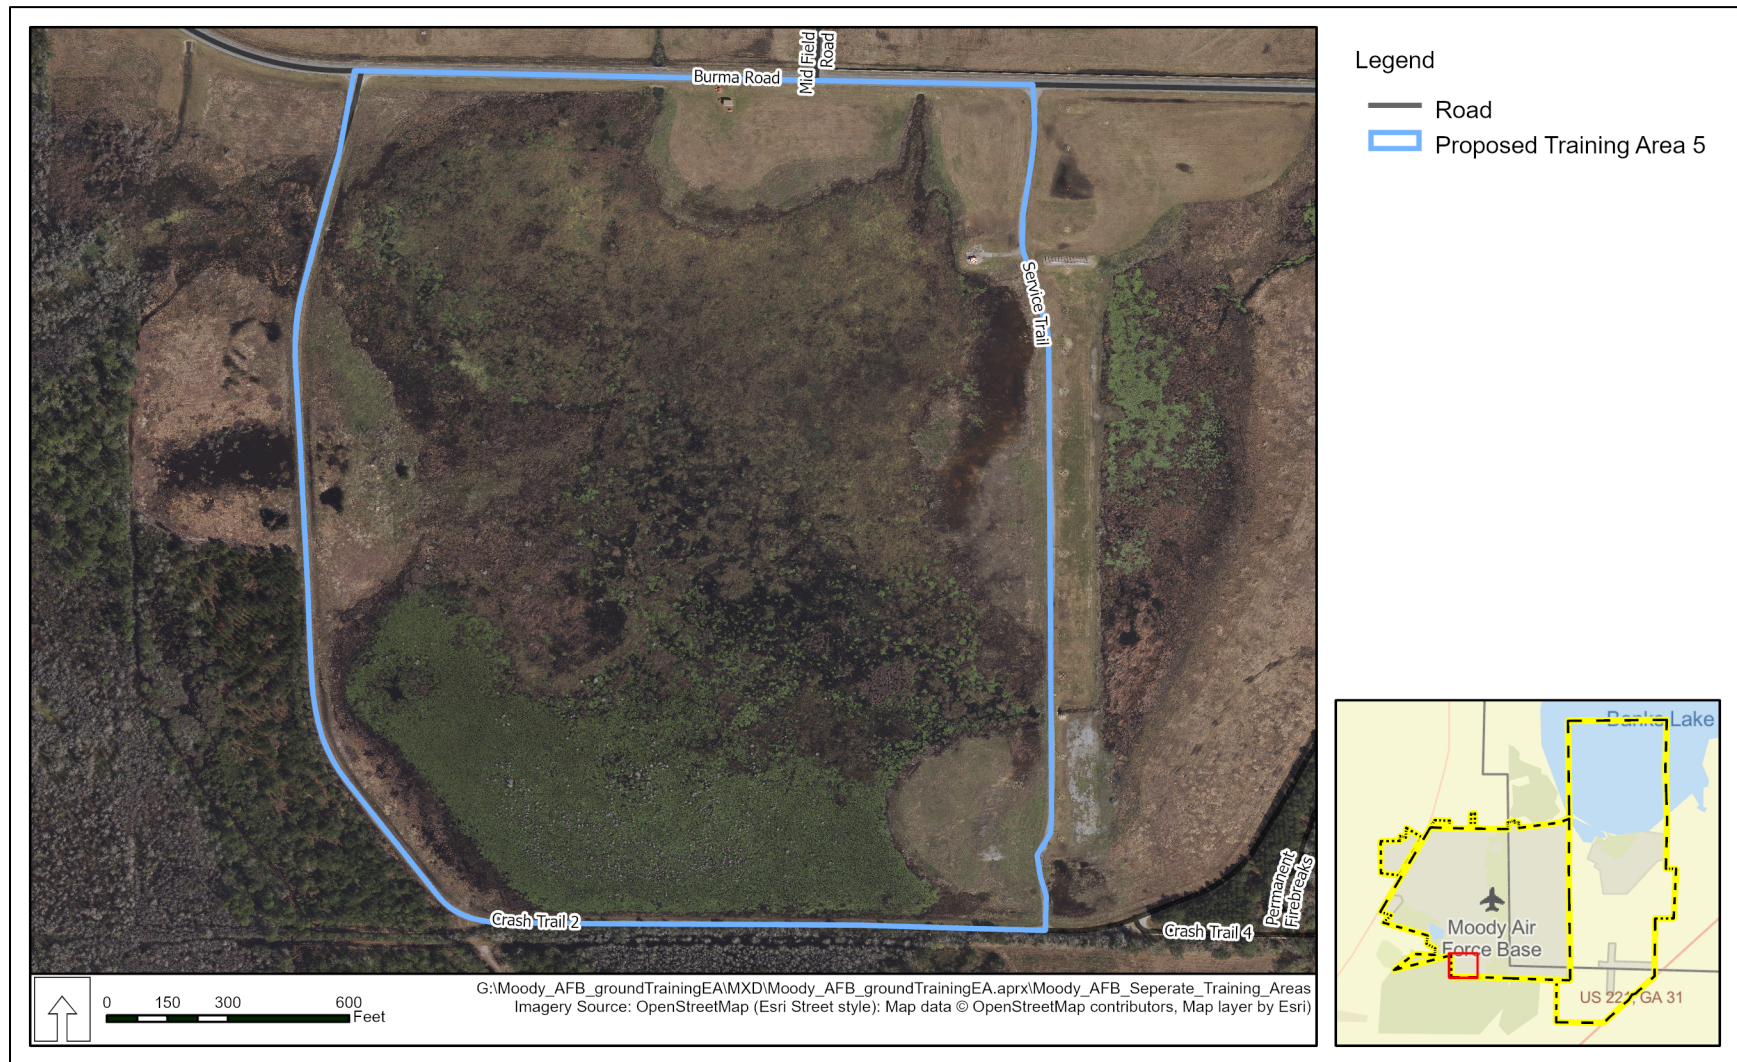 Mid Field
Road
Burma Road
Service Trail
Crash Trail 2
Crash Trail 4
Permanent
Firebreaks
0 150 300 600
Feet
G:\Moody_AFB_groundTrainingEA\MXD\Moody_AFB_groundTrainingEA.aprx\Moody_AFB_Seperate_Training_Areas
Imagery Source: OpenStreetMap (Esri Street style): Map data © OpenStreetMap contributors, Map layer by Esri)
Legend
Road
Proposed Training Area 5
Banks Lake
Moody Air
Force Base
US 221, GA 31